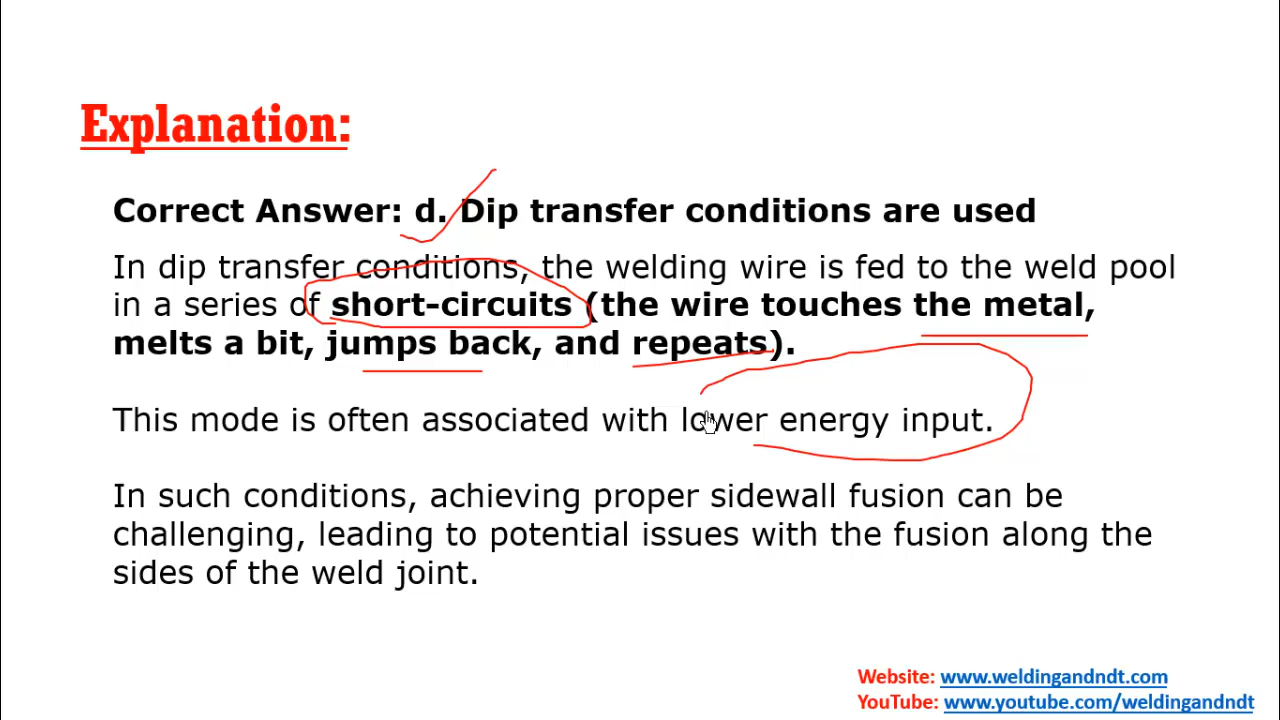 Explanation:
Correct Answer: d. Dip transfer conditions are used
In dip transfer conditions, the welding wire is fed to the weld pool
in a series of short-circuits (the wire touches the metal,
melts a bit, jumps back, and repeats).
This mode is often associated with lower energy input.
In such conditions, achieving proper sidewall fusion can be
challenging, leading to potential issues with the fusion along the
sides of the weld joint.
Website: www.weldingandndt.com
YouTube: www.youtube.com/weldingandndt